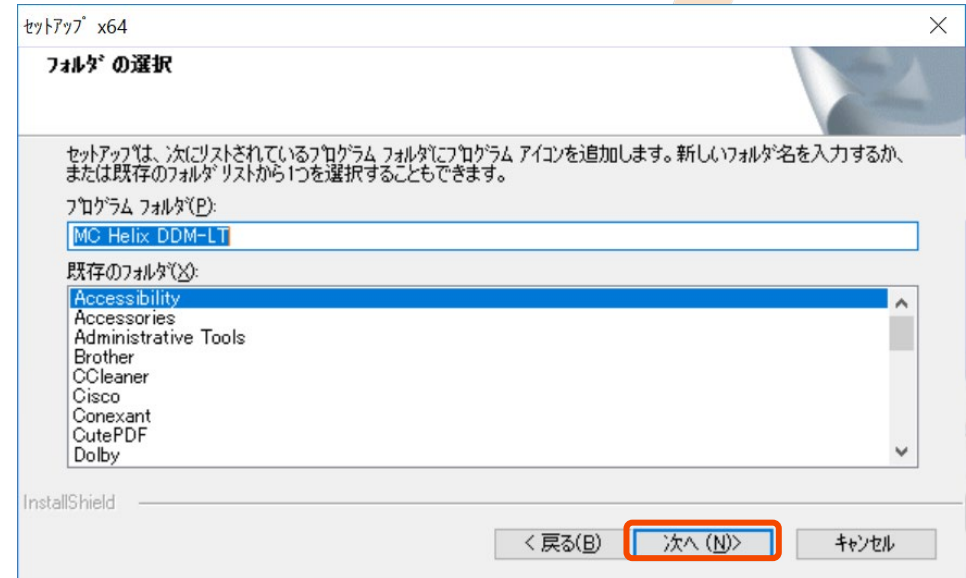 セットアップ x64
フォルダの選択
セットアップは、次にリストされているプログラム フォルダにプログラム アイコンを追加します。新しいフォルダ名を入力するか、
または既存のフォルダ リストから1つを選択することもできます。
プログラム フォルダ(P):
MC Helix DDM-LT
既存のフォルダ(X):
Accessibility
Accessories
Administrative Tools
Brother
CCleaner
Cisco
Conexant
CutePDF
Dolby
InstallShield
< 戻る(B)
次へ (N)>
キャンセル